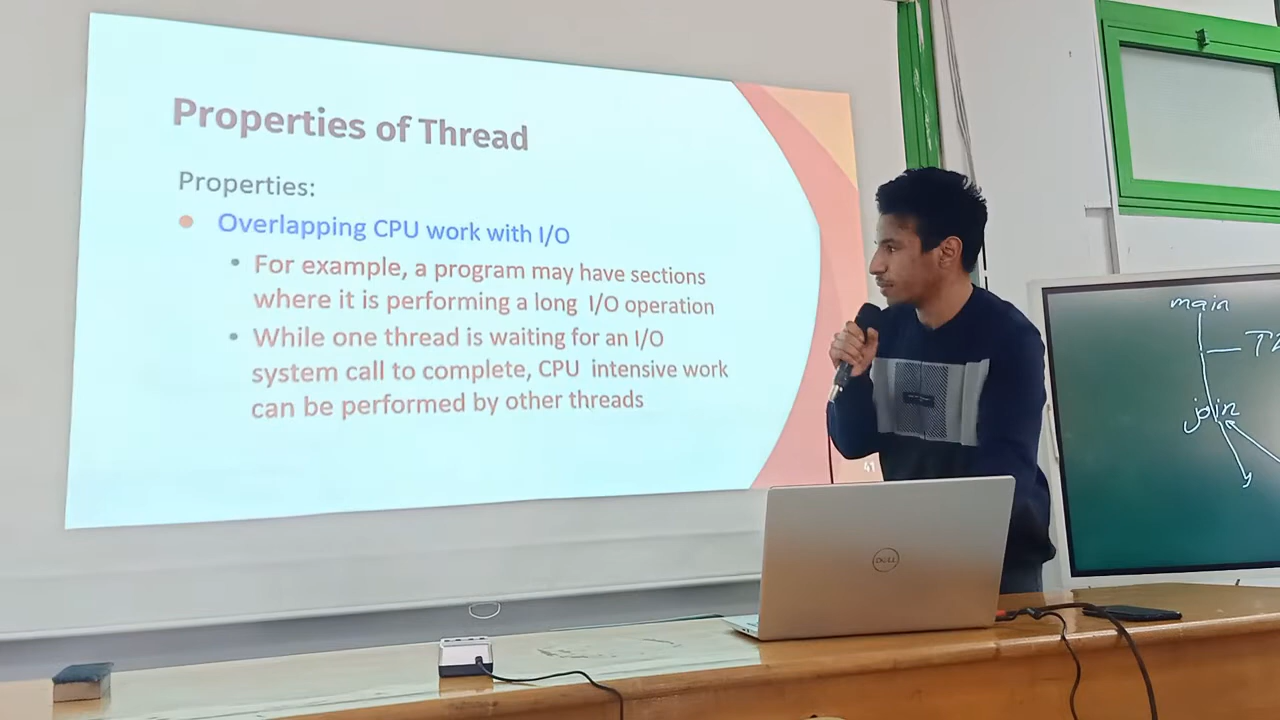 Properties of Thread
Properties:
Overlapping CPU work with I/O
For example, a program may have sections
where it is performing a long I/O operation
While one thread is waiting for an I/O
system call to complete, CPU intensive work
can be performed by other threads
41
DELL
main
join